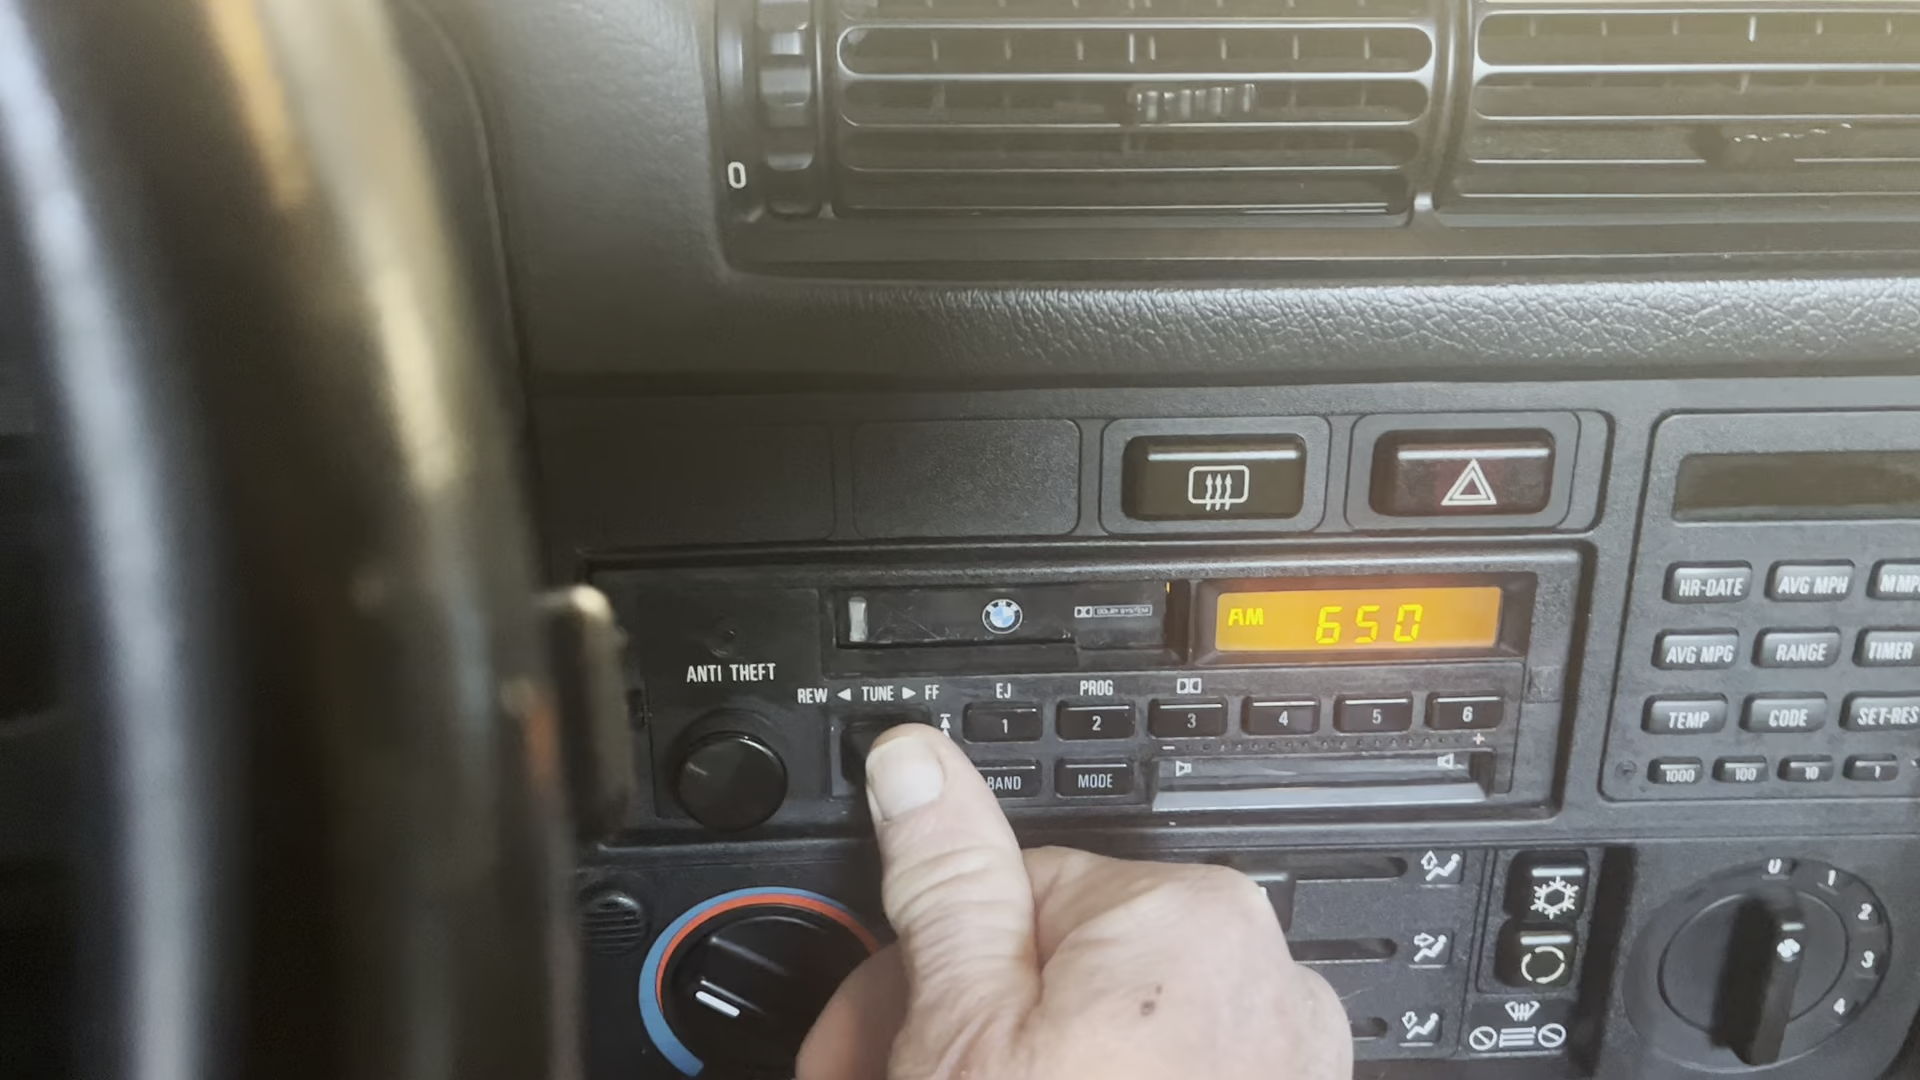 0
DOLBY SYSTEM
AM 650
ANTI THEFT
REW ◀ TUNE ▶ FF EJ PROG
1 2 3 4 5 6
- +
BAND MODE
HR-DATE AVG MPH
AVG MPG RANGE TIMER
TEMP CODE SET-RES
1000 100 10 1
0 1 2 3 4